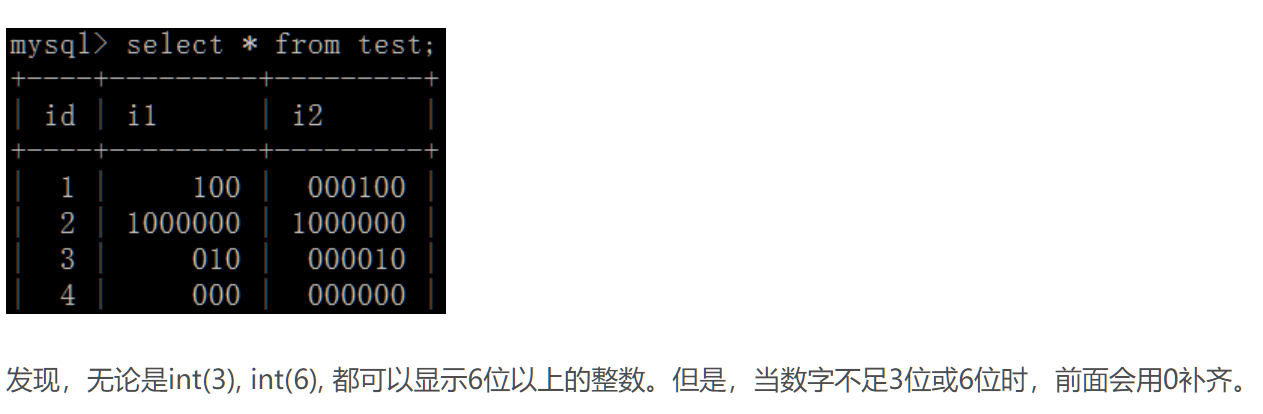 mysql> select * from test;
+----+---------+---------+
| id | i1      | i2      |
+----+---------+---------+
|  1 |     100 |  000100 |
|  2 | 1000000 | 1000000 |
|  3 |     010 |  000010 |
|  4 |     000 |  000000 |
发现，无论是int(3), int(6), 都可以显示6位以上的整数。但是，当数字不足3位或6位时，前面会用0补齐。